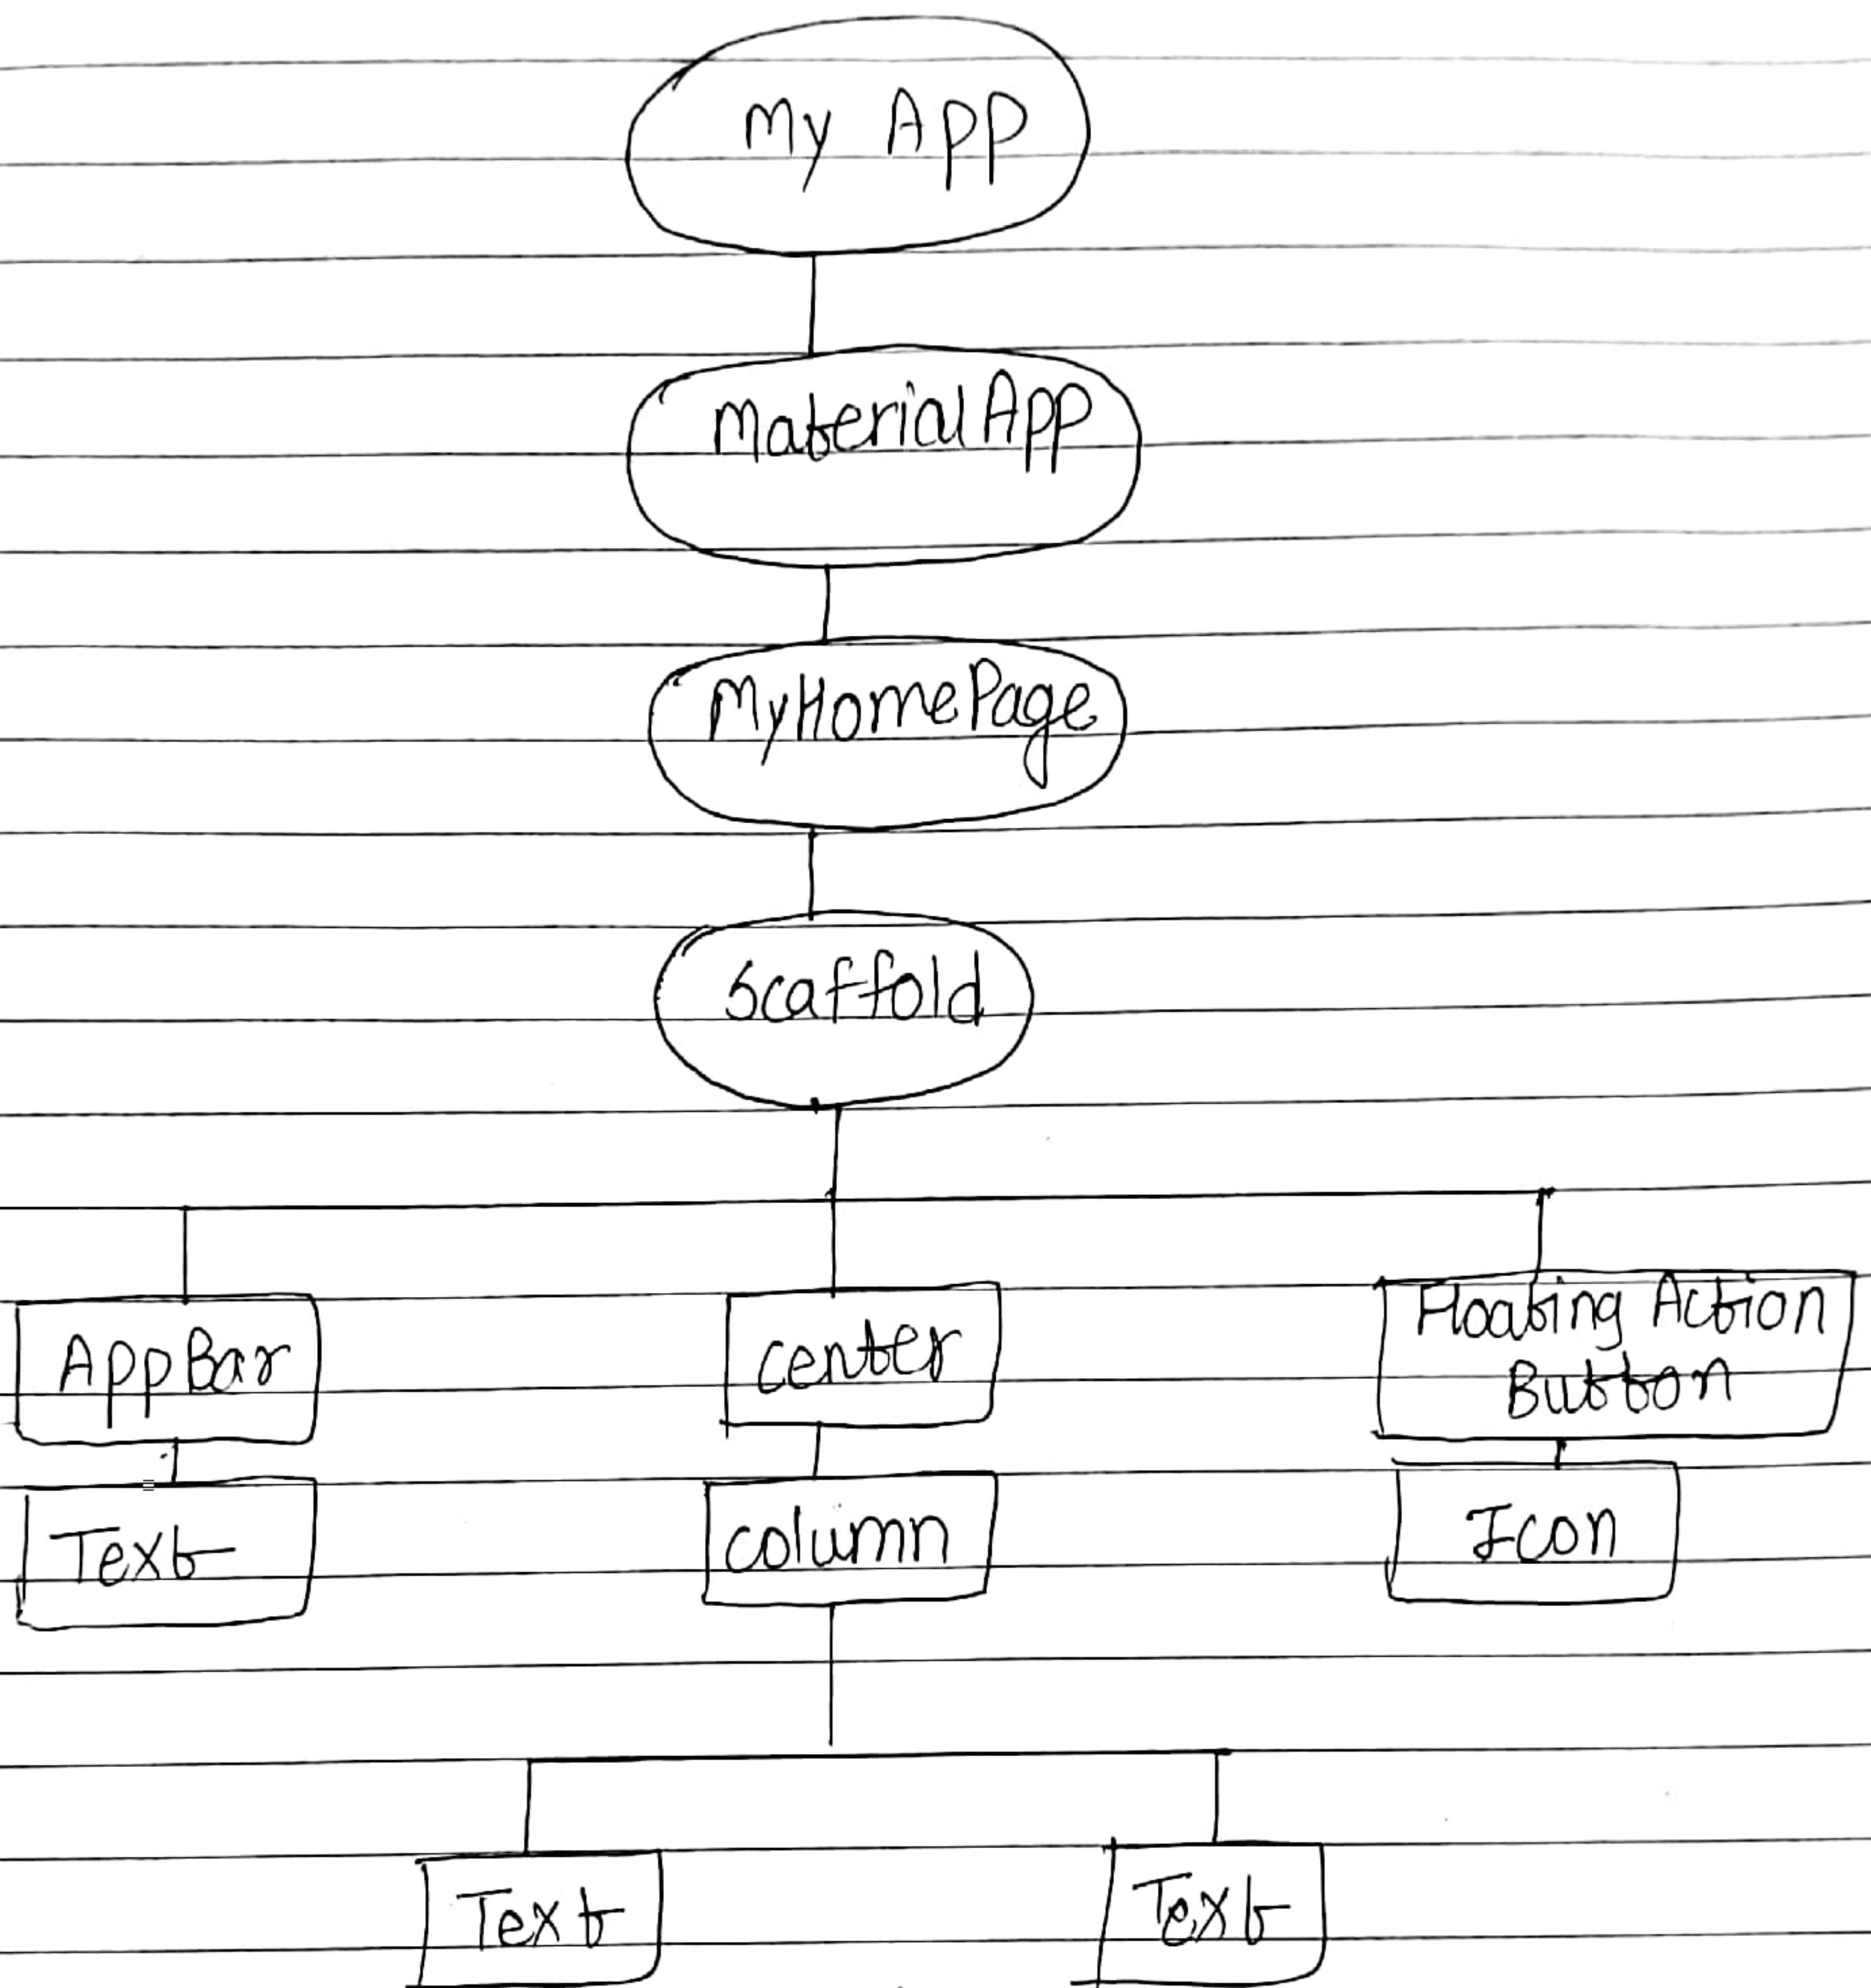 My App
MaterialApp
MyHomePage
Scaffold
AppBar
center
Floating Action
Button
Text
column
Icon
Text
Text